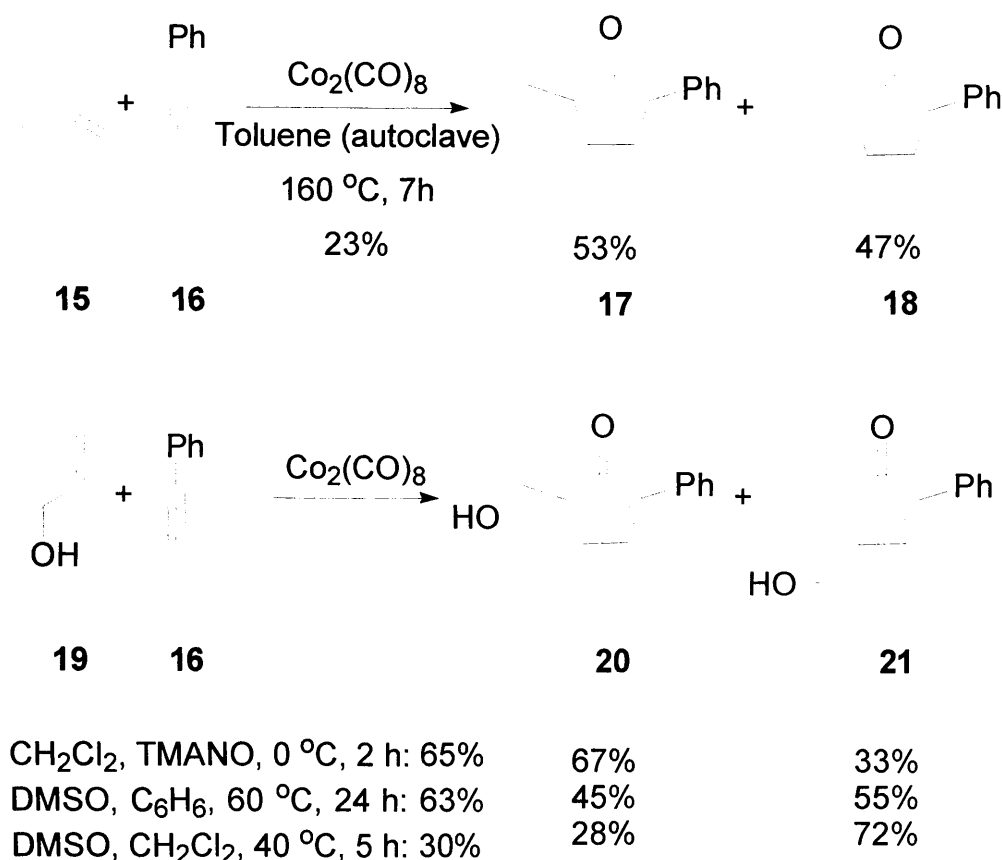 Ph O O
+ Co2(CO)8 Ph + Ph
Toluene (autoclave)
160 °C, 7h
23% 53% 47%
15 16 17 18
Ph O O
+ Co2(CO)8 Ph + Ph
HO
OH HO
19 16 20 21
CH2Cl2, TMANO, 0 °C, 2 h: 65% 67% 33%
DMSO, C6H6, 60 °C, 24 h: 63% 45% 55%
DMSO, CH2Cl2, 40 °C, 5 h: 30% 28% 72%